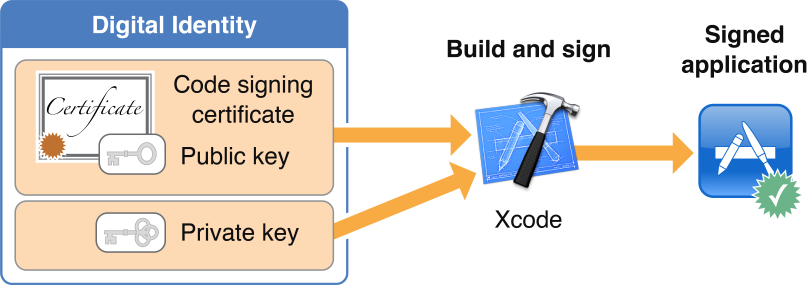 Digital Identity
Certificate
Code signing
certificate
Public key
Private key
Build and sign
Xcode
Signed
application